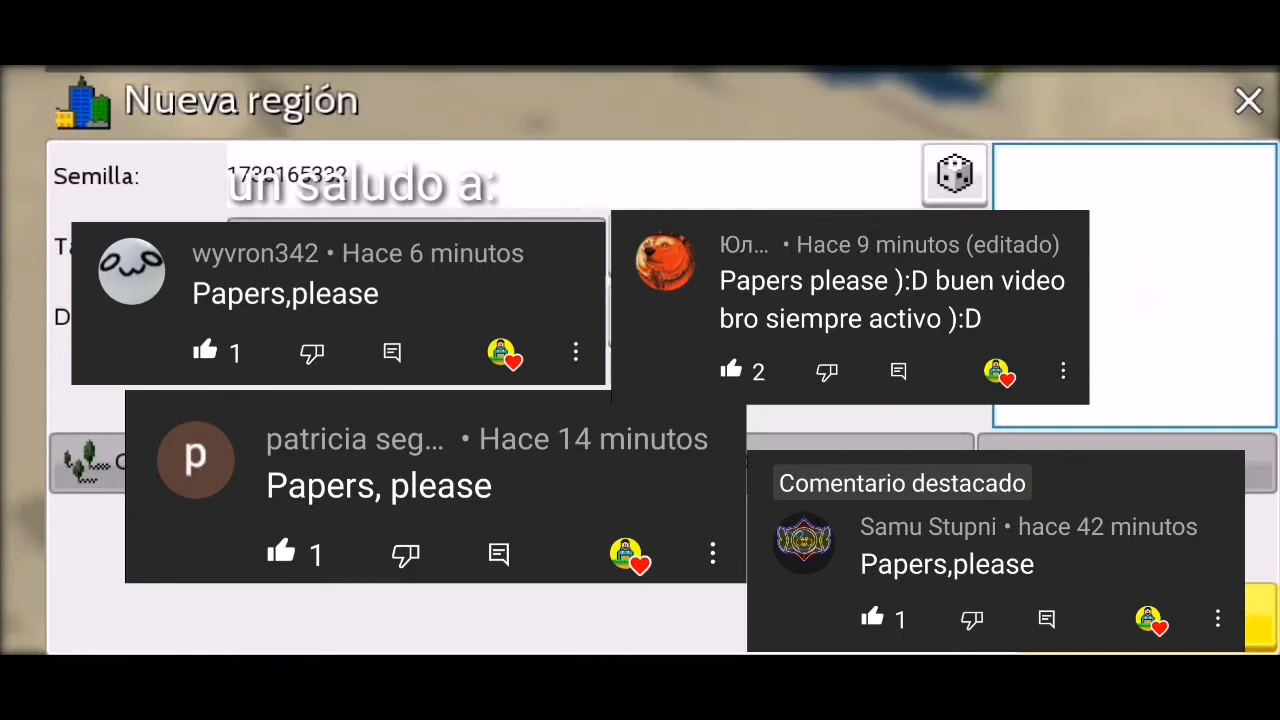 Nueva región
Semilla:
un saludo a:
wyvron342 • Hace 6 minutos
Papers,please
1
Юл... • Hace 9 minutos (editado)
Papers please ):D buen video
bro siempre activo ):D
2
patricia seg... • Hace 14 minutos
p
Papers, please
1
Comentario destacado
Samu Stupni • hace 42 minutos
Papers,please
1